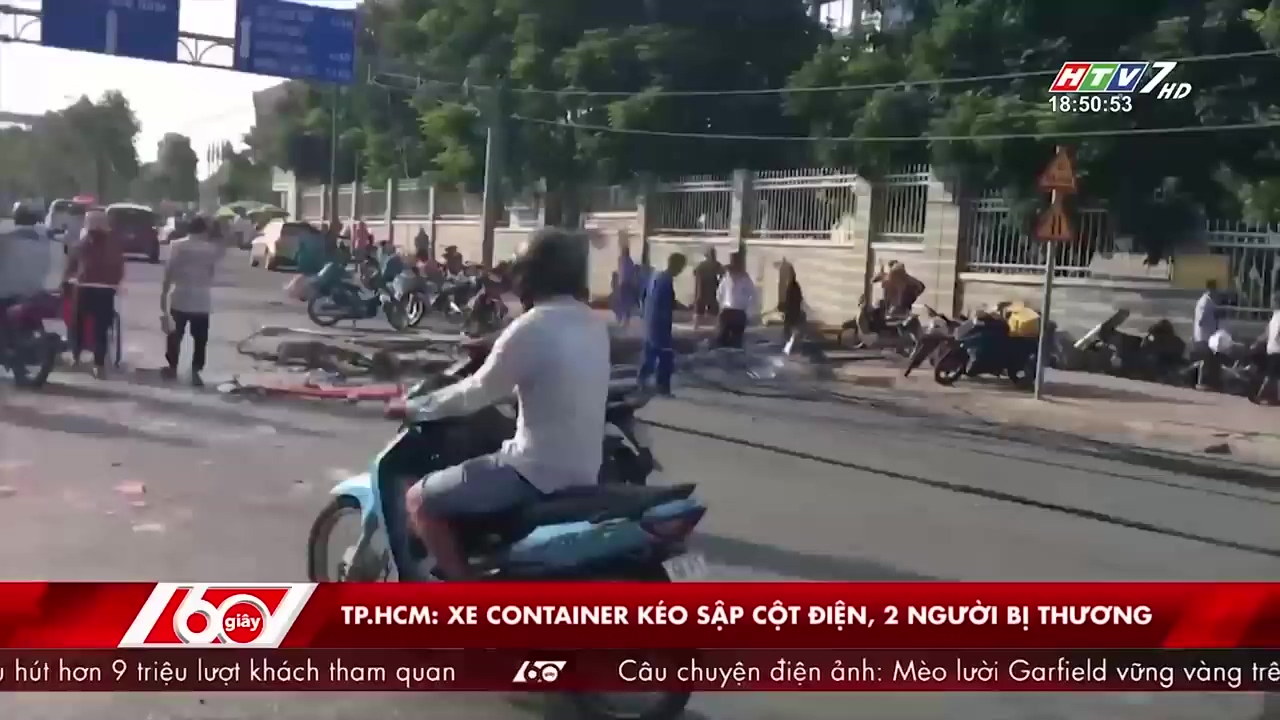 HTV7 HD
18:50:53
60 giây
TP.HCM: XE CONTAINER KÉO SẬP CỘT ĐIỆN, 2 NGƯỜI BỊ THƯƠNG
hút hơn 9 triệu lượt khách tham quan 60 giây Câu chuyện điện ảnh: Mèo lười Garfield vững vàng